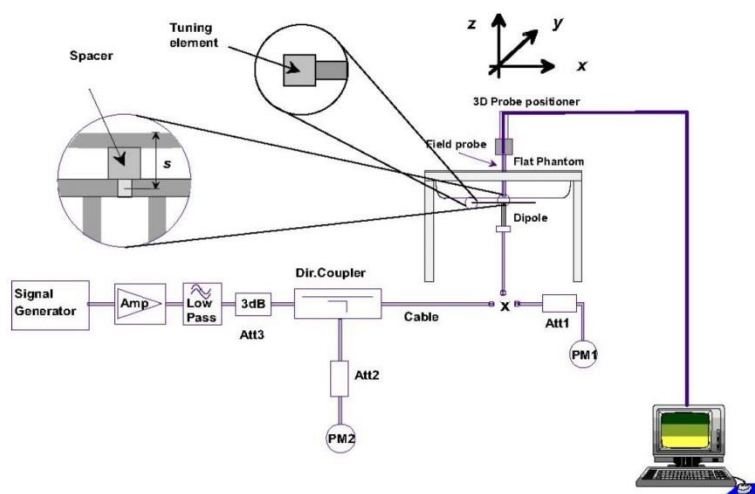 Tuning
element
Spacer
s
z
y
x
3D Probe positioner
Field probe
Flat Phantom
Dipole
Signal
Generator
Amp
Low
Pass
3dB
Att3
Dir.Coupler
Cable
x
Att1
PM1
Att2
PM2